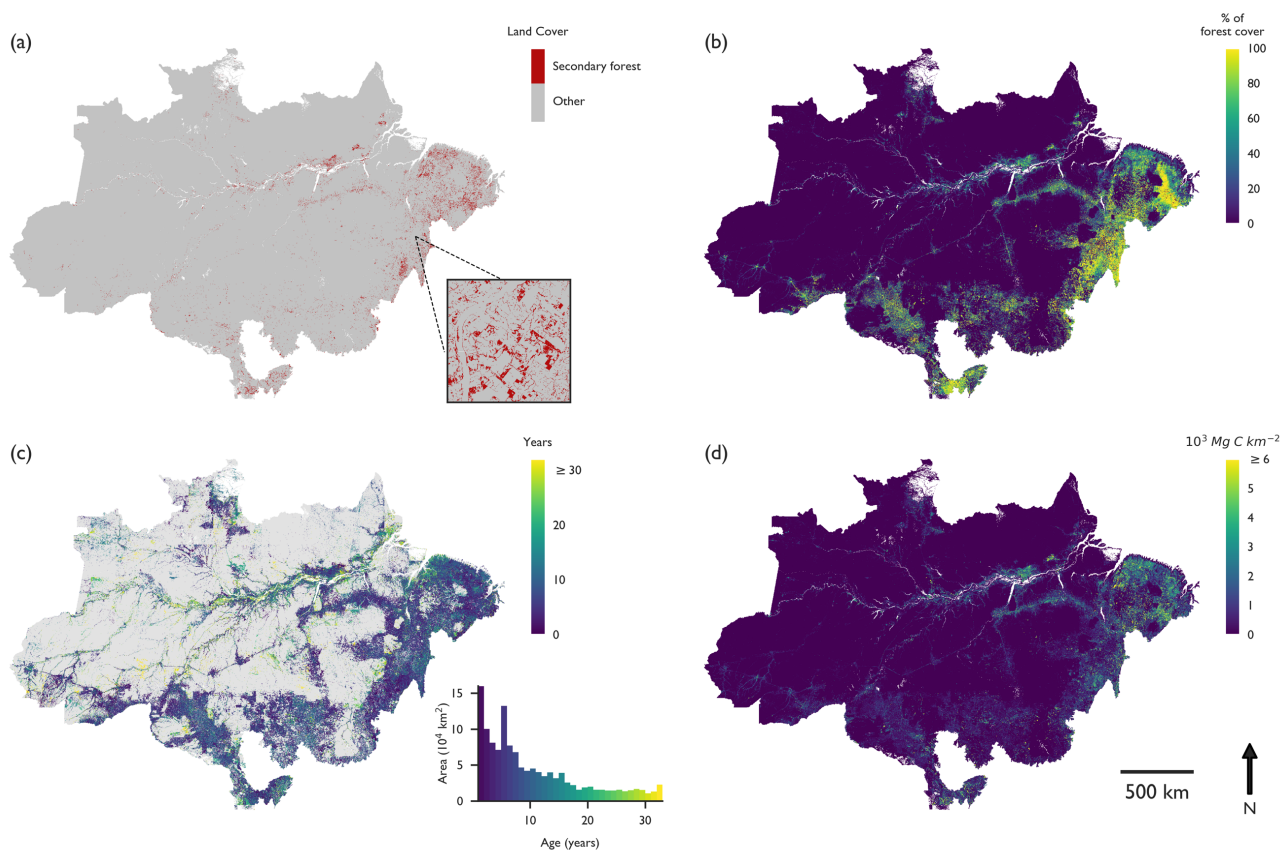 (a)
Land Cover
Secondary forest
Other
(b)
% of
forest cover
100
80
60
40
20
0
(c)
Years
≥ 30
20
10
0
Area (10⁴ km²)
15
10
5
0
10
20
30
Age (years)
(d)
10³ Mg C km⁻²
≥ 6
5
4
3
2
1
0
500 km
N